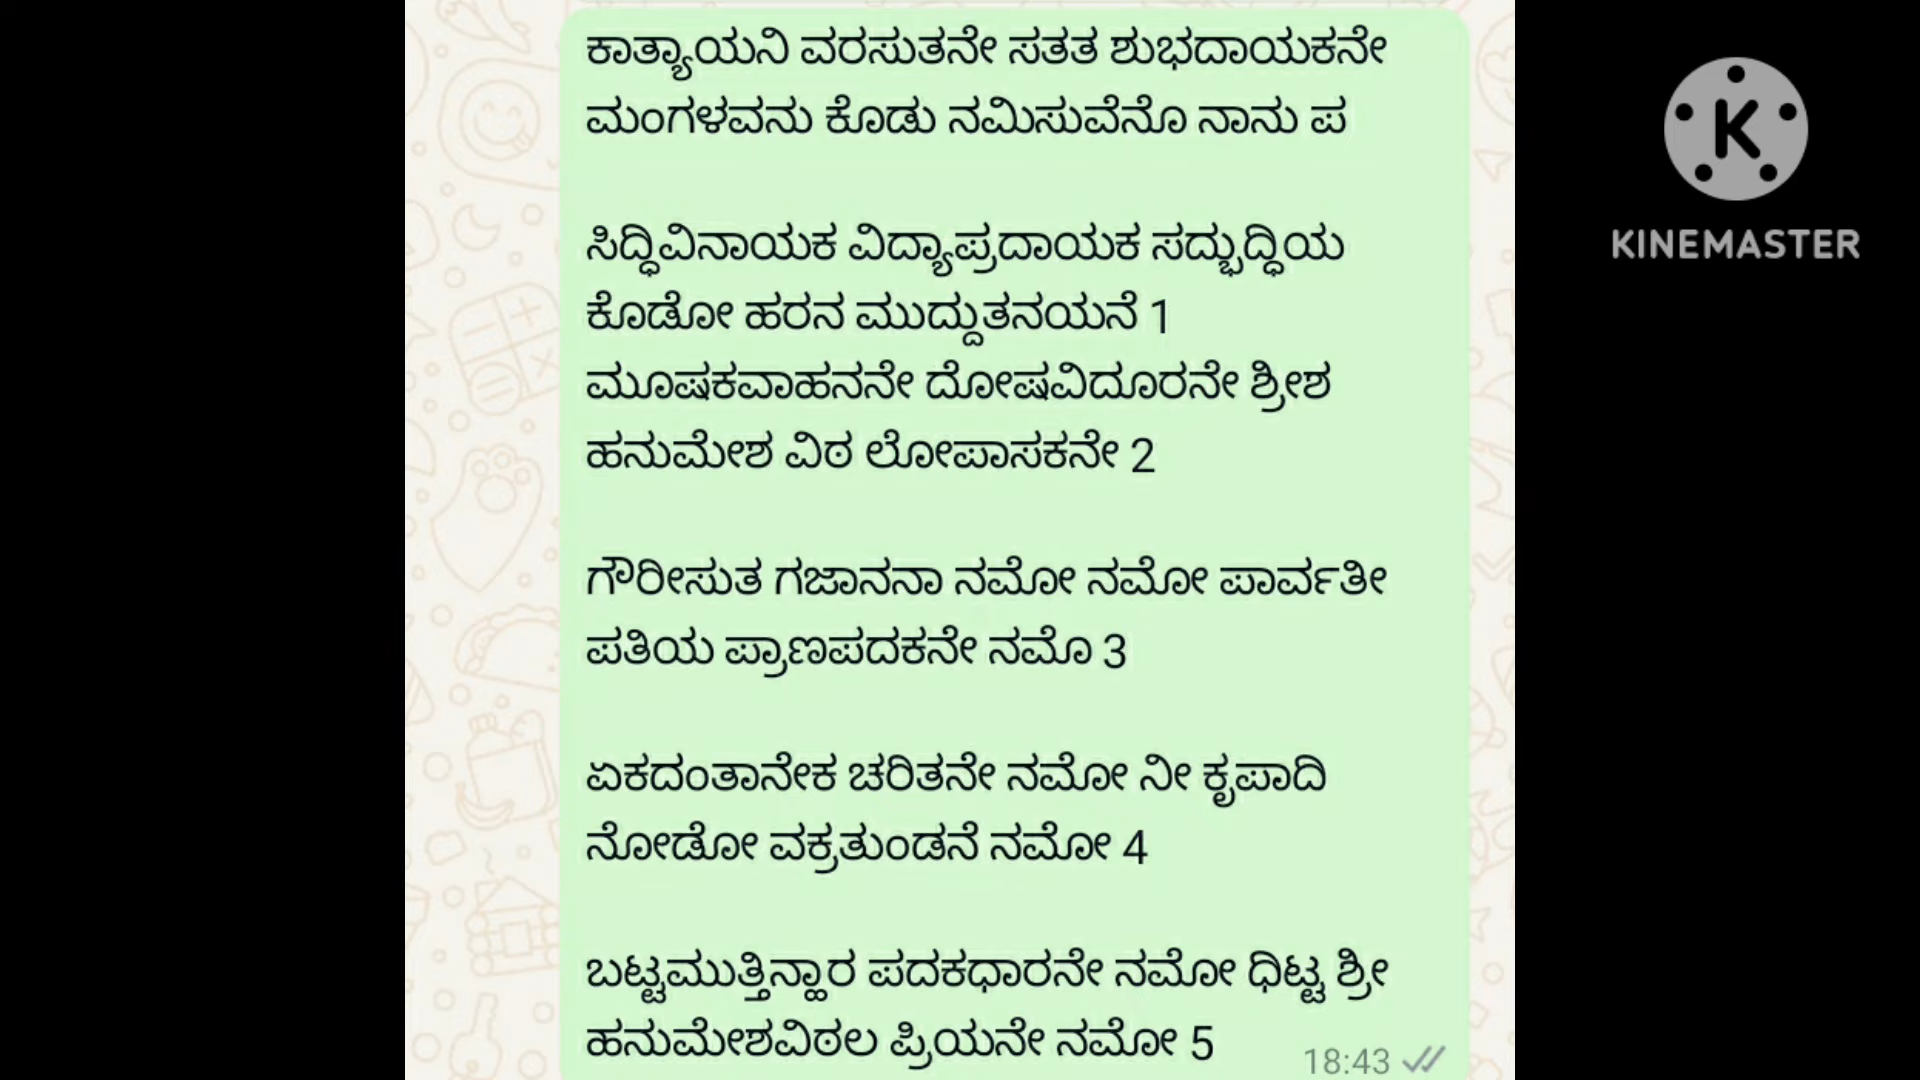 ಕಾತ್ಯಾಯನಿ ವರಸುತನೇ ಸತತ ಶುಭದಾಯಕನೇ
ಮಂಗಳವನು ಕೊಡು ನಮಿಸುವೆನೊ ನಾನು ಪ
ಸಿದ್ಧಿವಿನಾಯಕ ವಿದ್ಯಾಪ್ರದಾಯಕ ಸದ್ಭುದ್ಧಿಯ
ಕೊಡೋ ಹರನ ಮುದ್ದುತನಯನೆ 1
ಮೂಷಕವಾಹನನೇ ದೋಷವಿದೂರನೇ ಶ್ರೀಶ
ಹನುಮೇಶ ವಿಠ ಲೋಪಾಸಕನೇ 2
ಗೌರೀಸುತ ಗಜಾನನಾ ನಮೋ ನಮೋ ಪಾರ್ವತೀ
ಪತಿಯ ಪ್ರಾಣಪದಕನೇ ನಮೊ 3
ಏಕದಂತಾನೇಕ ಚರಿತನೇ ನಮೋ ನೀ ಕೃಪಾದಿ
ನೋಡೋ ವಕ್ರತುಂಡನೆ ನಮೋ 4
ಬಟ್ಟಮುತ್ತಿನ್ಹಾರ ಪದಕಧಾರನೇ ನಮೋ ಧಿಟ್ಟ ಶ್ರೀ
ಹನುಮೇಶವಿಠಲ ಪ್ರಿಯನೇ ನಮೋ 5
18:43
K
KINEMASTER